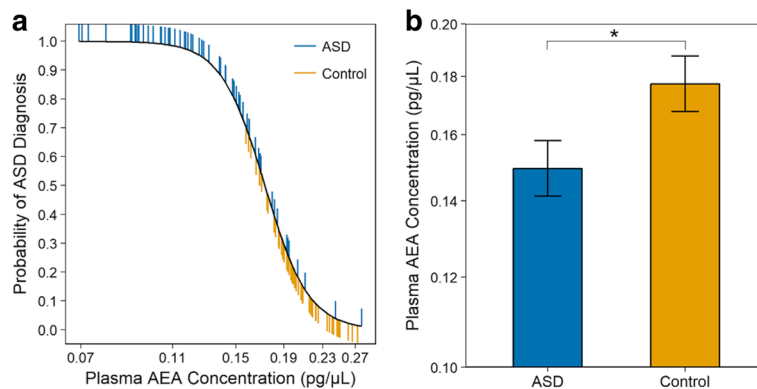 a
Probability of ASD Diagnosis
1.0
0.9
0.8
0.7
0.6
0.5
0.4
0.3
0.2
0.1
0.0
ASD
Control
0.07 0.11 0.15 0.19 0.23 0.27
Plasma AEA Concentration (pg/µL)
b
Plasma AEA Concentration (pg/µL)
0.20
0.18
0.16
0.14
0.12
0.10
*
ASD Control